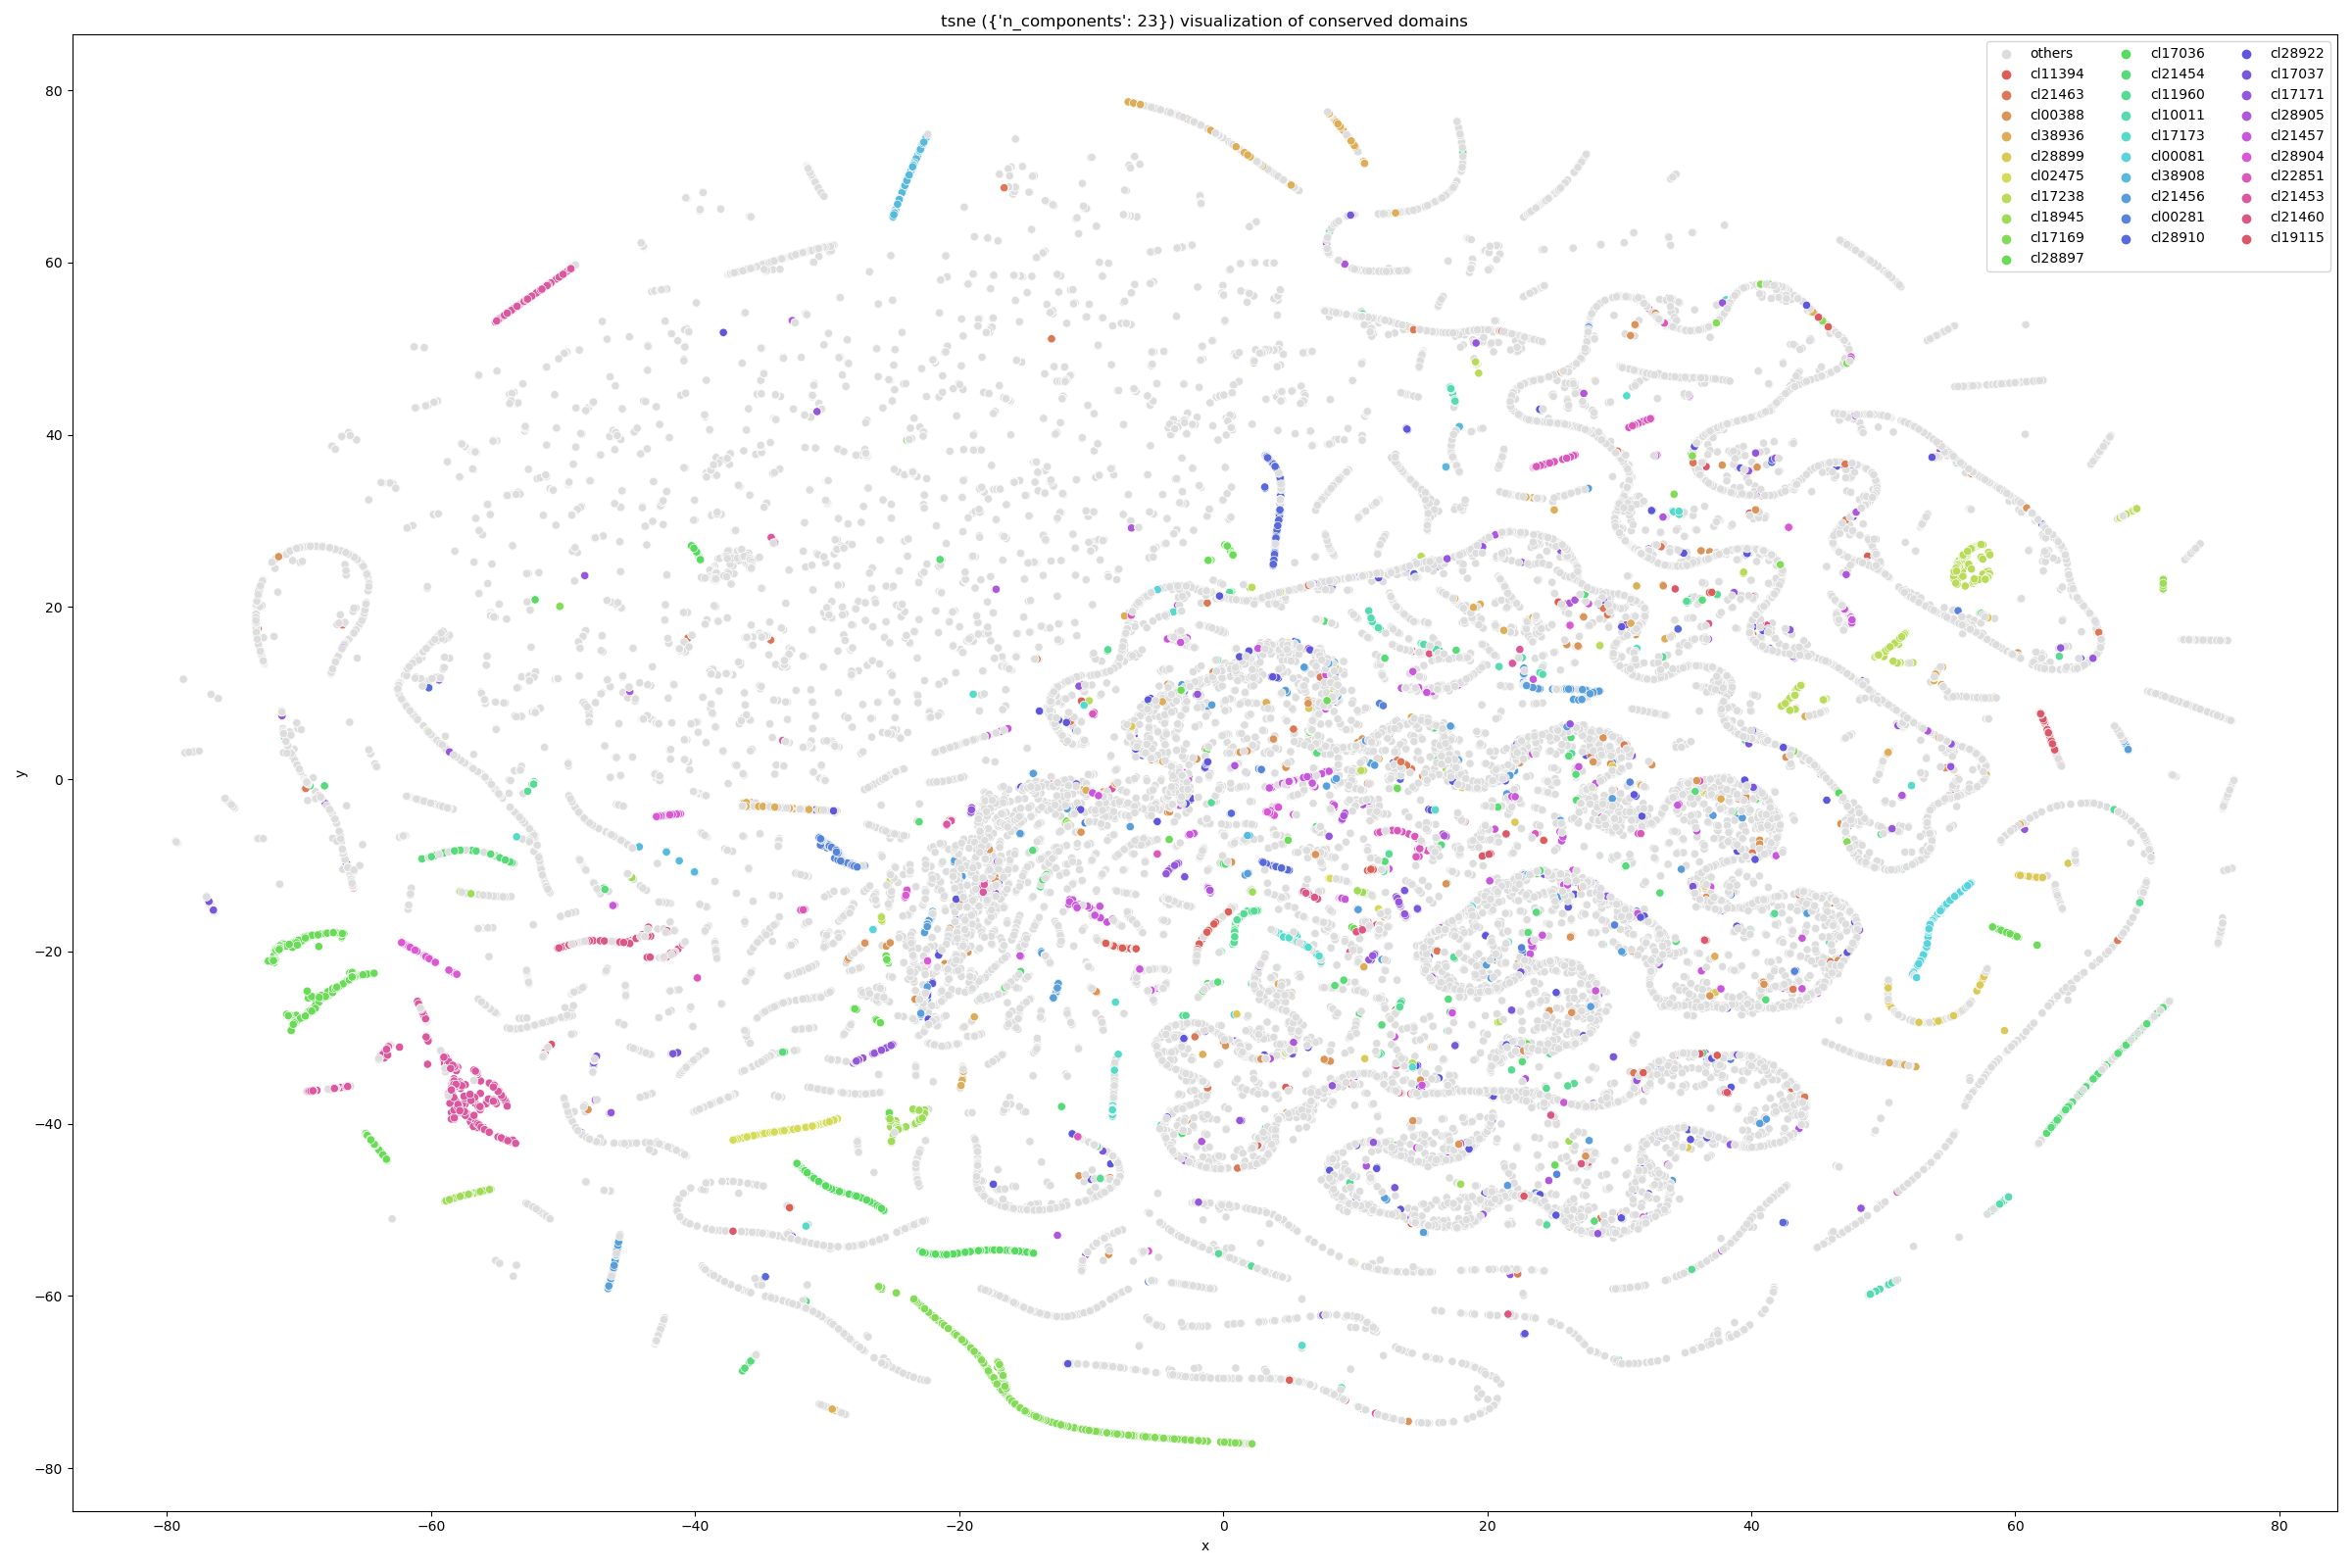 tsne ({'n_components': 23}) visualization of conserved domains
others
cl11394
cl21463
cl00388
cl38936
cl28899
cl02475
cl17238
cl18945
cl17169
cl28897
cl17036
cl21454
cl11960
cl10011
cl17173
cl00081
cl38908
cl21456
cl00281
cl28910
cl28922
cl17037
cl17171
cl28905
cl21457
cl28904
cl22851
cl21453
cl21460
cl19115
80
60
40
20
0
−20
−40
−60
−80
y
−80 −60 −40 −20 0 20 40 60 80
x